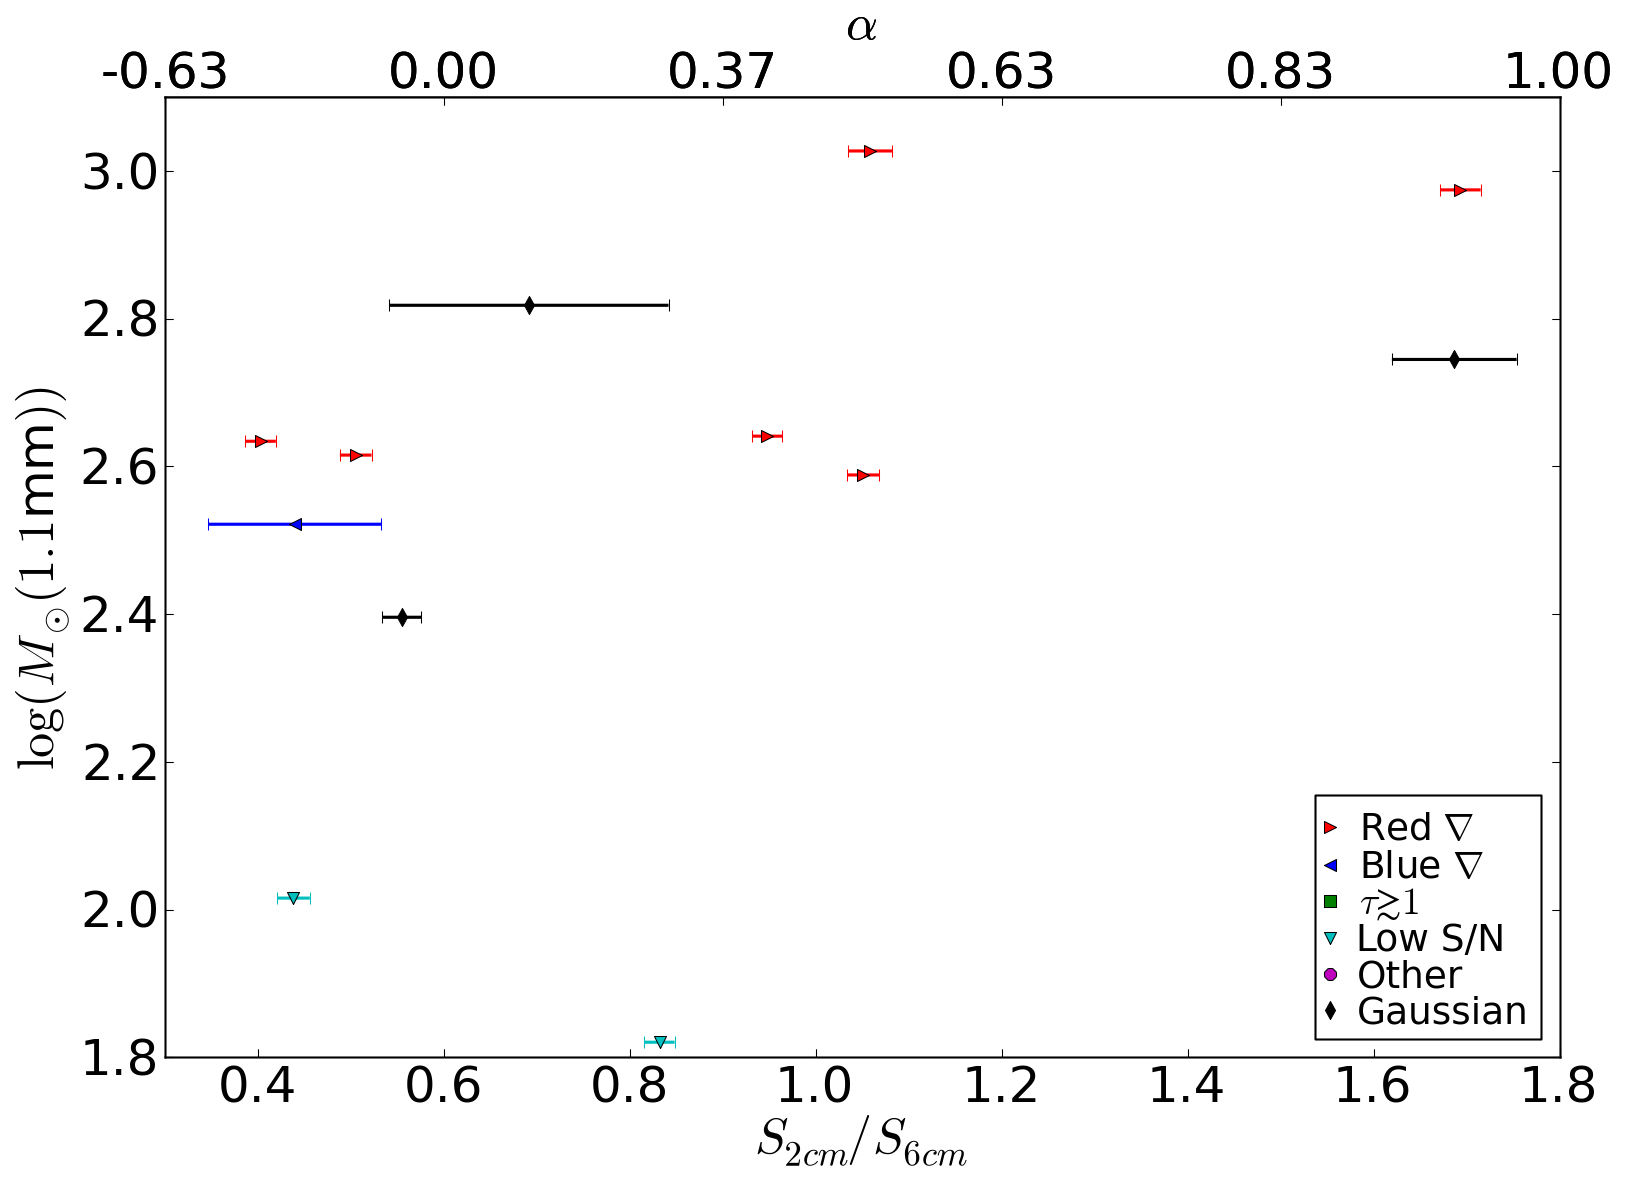 α
-0.63 0.00 0.37 0.63 0.83 1.00
log(M⊙(1.1mm))
3.0
2.8
2.6
2.4
2.2
2.0
1.8
Red ∇
Blue ∇
τ≳1
Low S/N
Other
Gaussian
0.4 0.6 0.8 1.0 1.2 1.4 1.6 1.8
S2cm/S6cm